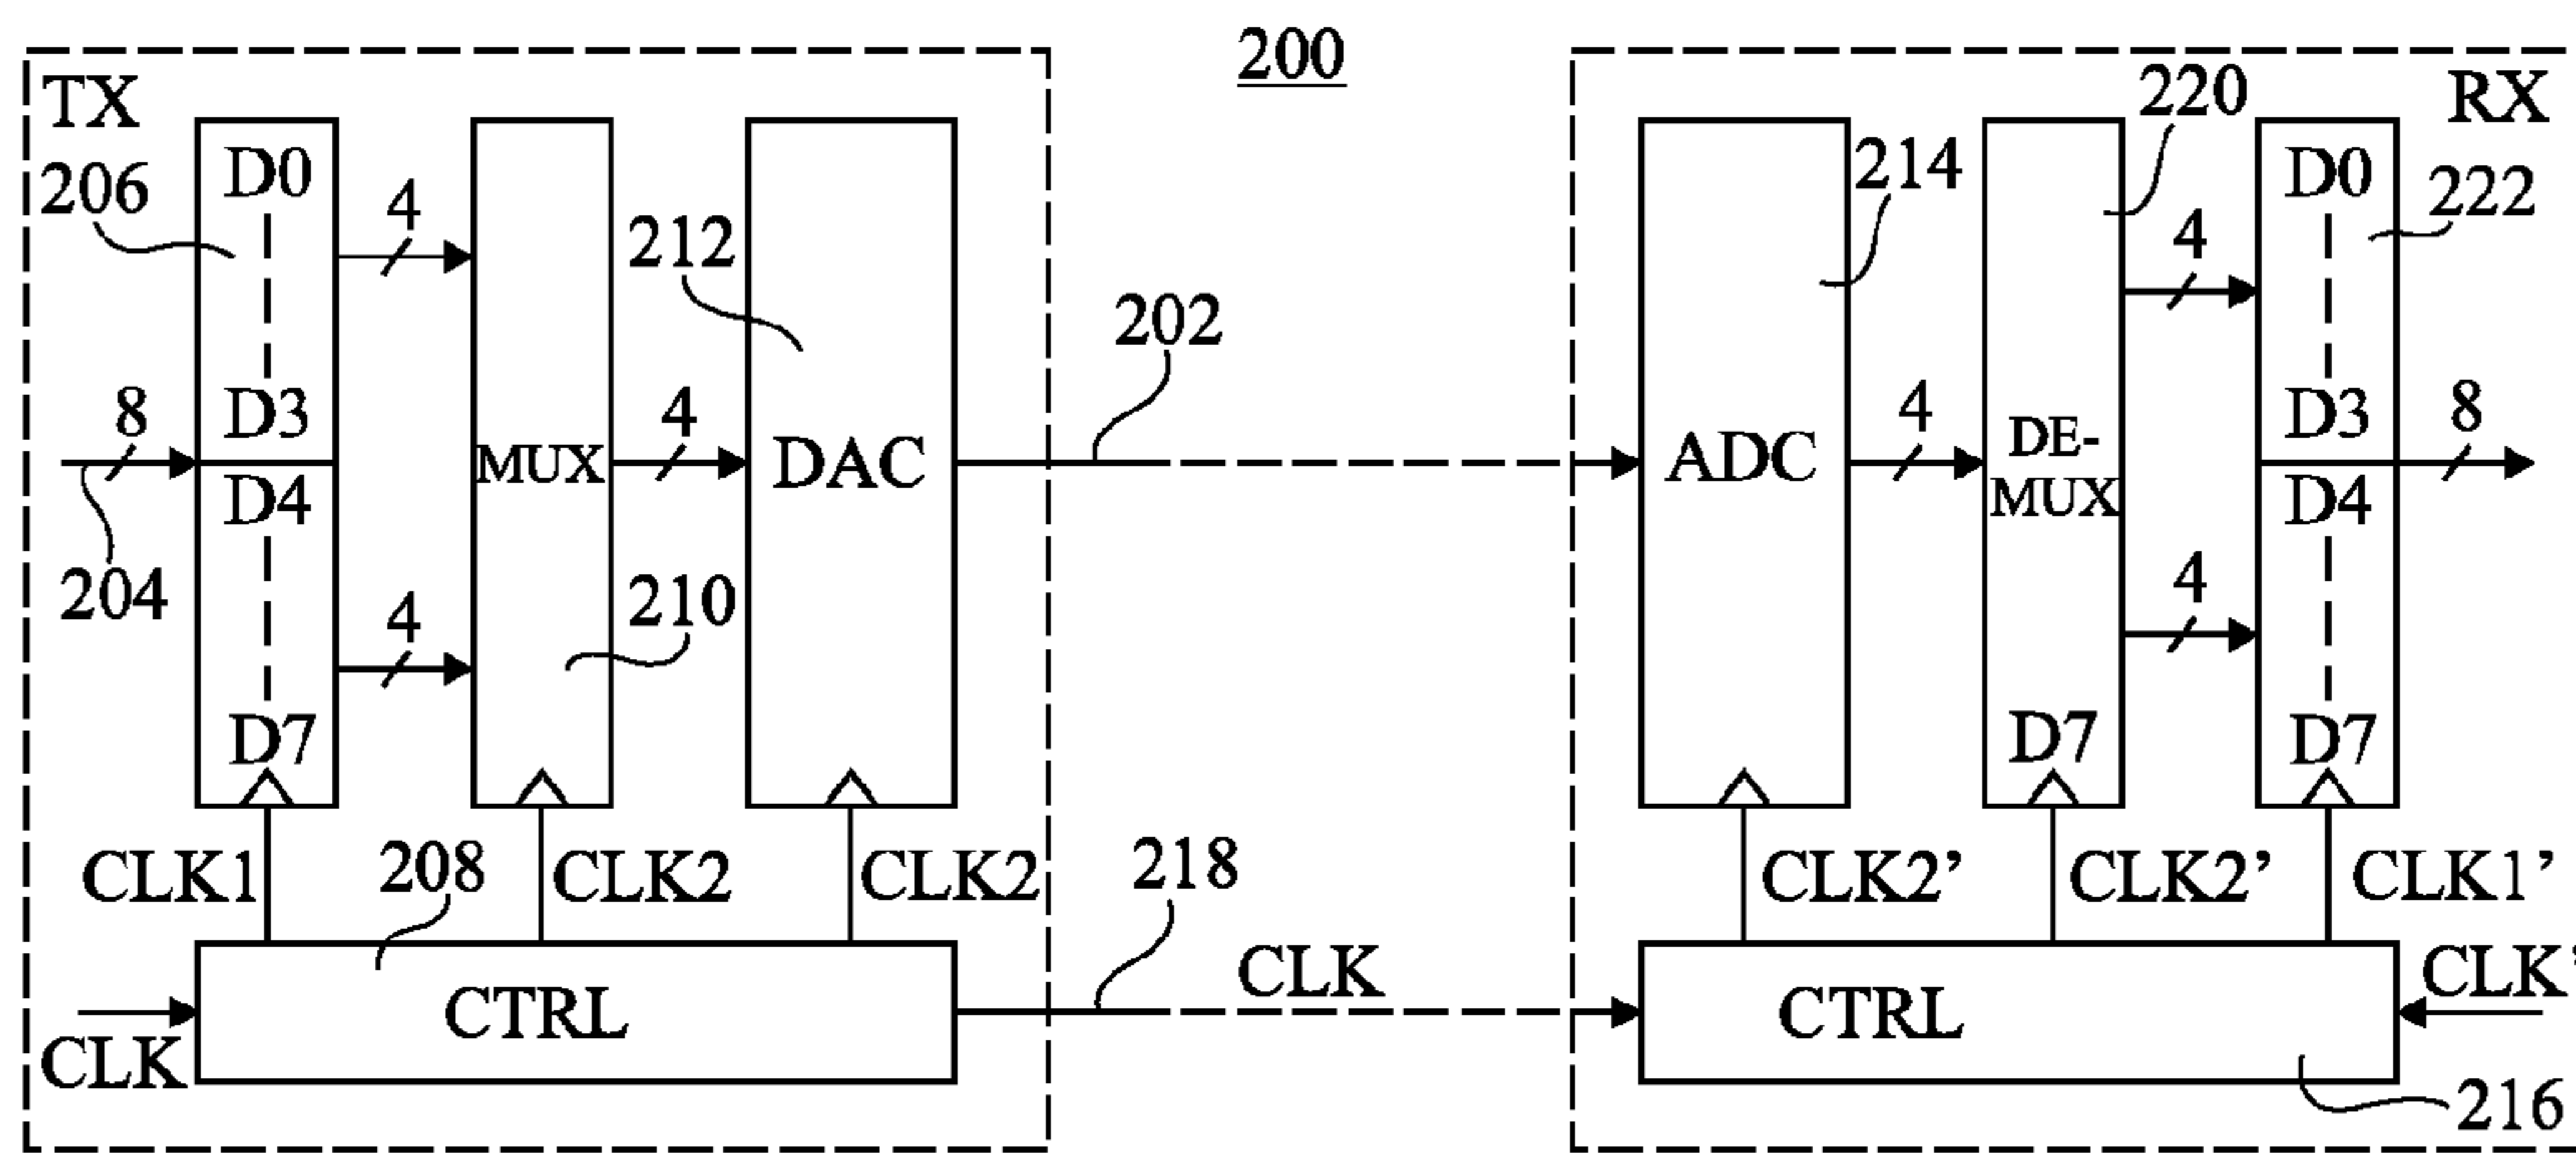 200
TX
206
D0
D3
D4
D7
8
204
4
4
MUX
210
4
212
DAC
202
CLK1
208
CLK2
CLK2
218
CLK
CTRL
CLK
RX
214
ADC
4
220
DE-
MUX
D7
4
4
222
D0
D3
D4
D7
8
CLK2’
CLK2’
CLK1’
CTRL
CLK’
216